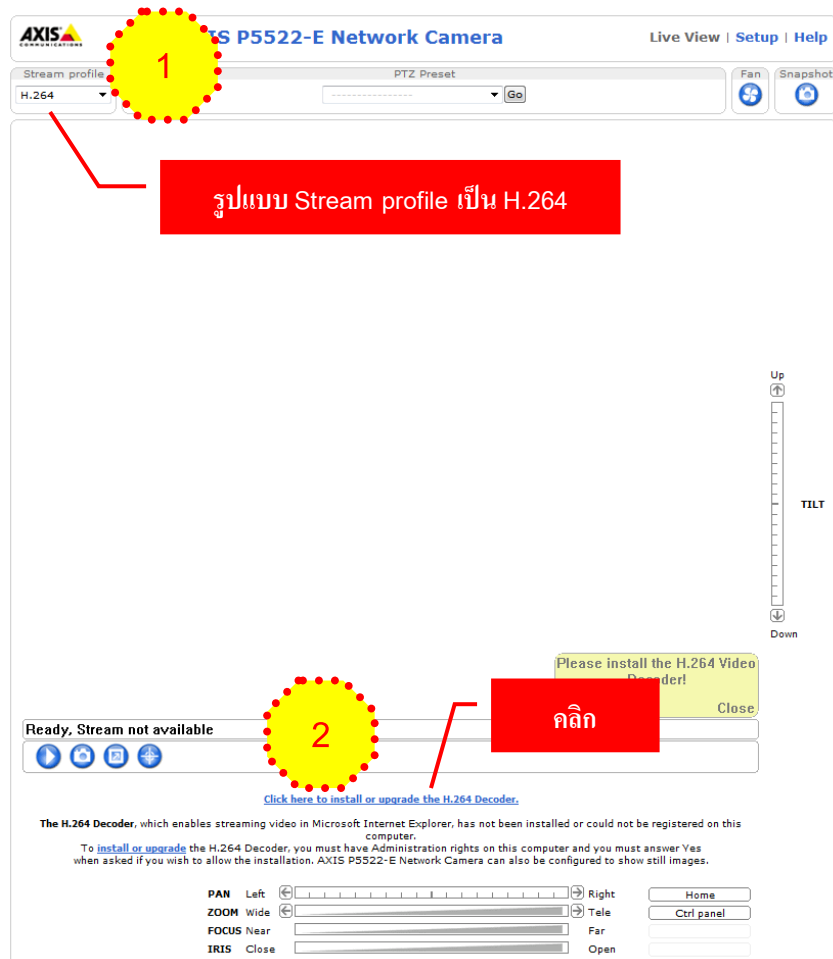 AXIS
COMMUNICATIONS
IS P5522-E Network Camera
Live View | Setup | Help
1
Stream profile
PTZ Preset
Fan
Snapshot
H.264
----------------
Go
รูปแบบ Stream profile เป็น H.264
Up
TILT
Down
Please install the H.264 Video
der!
Close
คลิก
2
Ready, Stream not available
Click here to install or upgrade the H.264 Decoder.
The H.264 Decoder, which enables streaming video in Microsoft Internet Explorer, has not been installed or could not be registered on this
computer.
To install or upgrade the H.264 Decoder, you must have Administration rights on this computer and you must answer Yes
when asked if you wish to allow the installation. AXIS P5522-E Network Camera can also be configured to show still images.
PAN Left Right Home
ZOOM Wide Tele Ctrl panel
FOCUS Near Far
IRIS Close Open